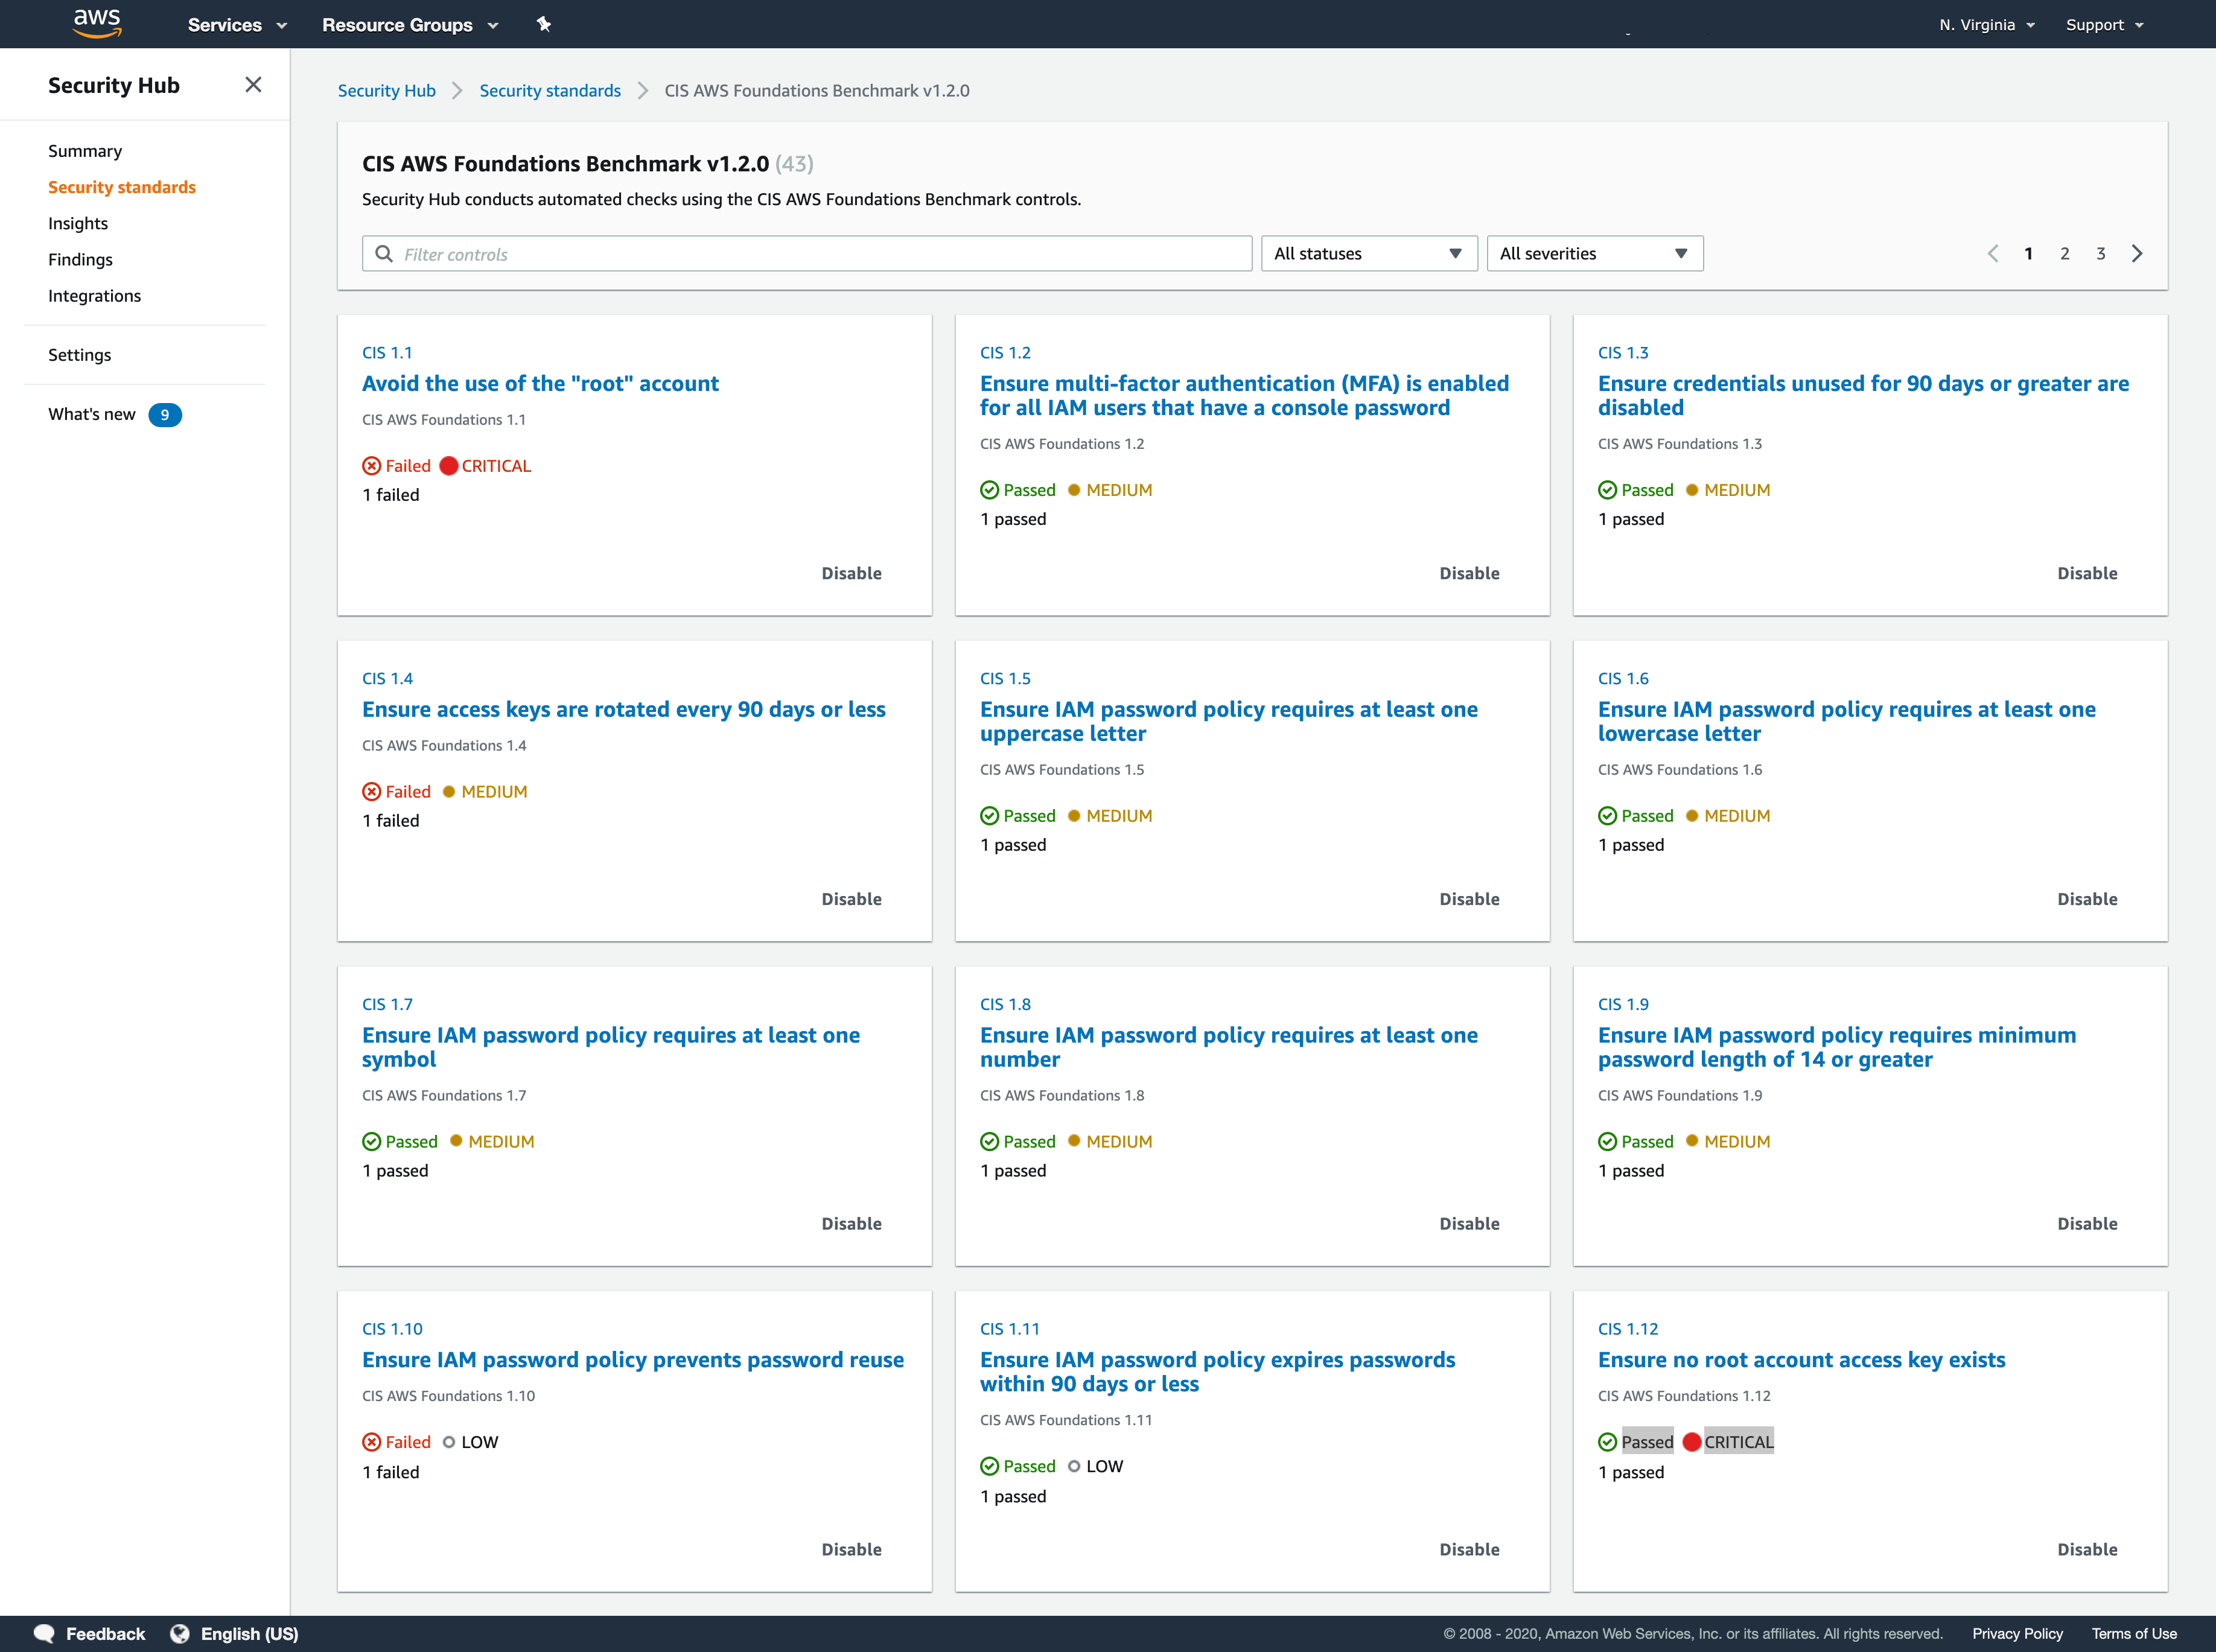 aws Services Resource Groups N. Virginia Support
Security Hub
Summary
Security standards
Insights
Findings
Integrations
Settings
What's new 9
Security Hub Security standards CIS AWS Foundations Benchmark v1.2.0
CIS AWS Foundations Benchmark v1.2.0 (43)
Security Hub conducts automated checks using the CIS AWS Foundations Benchmark controls.
Filter controls All statuses All severities 1 2 3
CIS 1.1
Avoid the use of the "root" account
CIS AWS Foundations 1.1
Failed CRITICAL
1 failed
Disable
CIS 1.2
Ensure multi-factor authentication (MFA) is enabled
for all IAM users that have a console password
CIS AWS Foundations 1.2
Passed MEDIUM
1 passed
Disable
CIS 1.3
Ensure credentials unused for 90 days or greater are
disabled
CIS AWS Foundations 1.3
Passed MEDIUM
1 passed
Disable
CIS 1.4
Ensure access keys are rotated every 90 days or less
CIS AWS Foundations 1.4
Failed MEDIUM
1 failed
Disable
CIS 1.5
Ensure IAM password policy requires at least one
uppercase letter
CIS AWS Foundations 1.5
Passed MEDIUM
1 passed
Disable
CIS 1.6
Ensure IAM password policy requires at least one
lowercase letter
CIS AWS Foundations 1.6
Passed MEDIUM
1 passed
Disable
CIS 1.7
Ensure IAM password policy requires at least one
symbol
CIS AWS Foundations 1.7
Passed MEDIUM
1 passed
Disable
CIS 1.8
Ensure IAM password policy requires at least one
number
CIS AWS Foundations 1.8
Passed MEDIUM
1 passed
Disable
CIS 1.9
Ensure IAM password policy requires minimum
password length of 14 or greater
CIS AWS Foundations 1.9
Passed MEDIUM
1 passed
Disable
CIS 1.10
Ensure IAM password policy prevents password reuse
CIS AWS Foundations 1.10
Failed LOW
1 failed
Disable
CIS 1.11
Ensure IAM password policy expires passwords
within 90 days or less
CIS AWS Foundations 1.11
Passed LOW
1 passed
Disable
CIS 1.12
Ensure no root account access key exists
CIS AWS Foundations 1.12
Passed CRITICAL
1 passed
Disable
Feedback English (US) © 2008 - 2020, Amazon Web Services, Inc. or its affiliates. All rights reserved. Privacy Policy Terms of Use